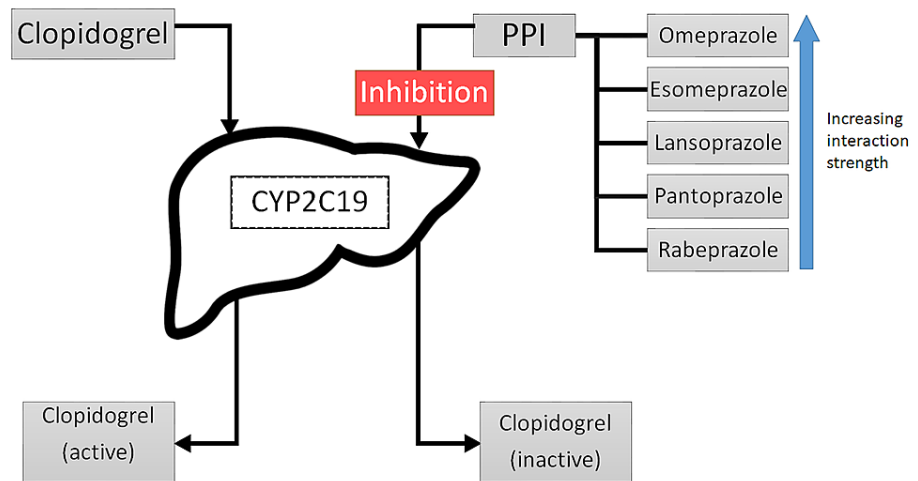 Clopidogrel
PPI
Inhibition
Omeprazole
Esomeprazole
Lansoprazole
Pantoprazole
Rabeprazole
Increasing
interaction
strength
CYP2C19
Clopidogrel
(active)
Clopidogrel
(inactive)